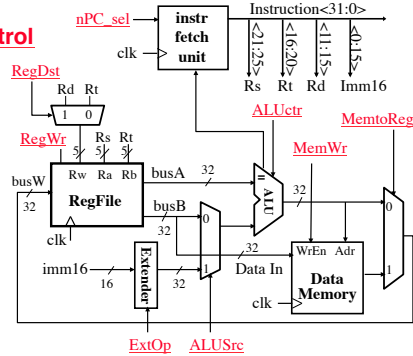 nPC_sel
instr
fetch
unit
clk
Instruction<31:0>
<21:25>
<16:20>
<11:15>
<0:15>
Rs
Rt
Rd
Imm16
trol
RegDst
Rd
Rt
1
0
RegWr
Rs
Rt
5
5
5
Rw
Ra
Rb
RegFile
busW
32
clk
busA
32
busB
32
ALUctr
=
ALU
MemWr
MemtoReg
32
0
1
0
1
32
Data In
WrEn
Adr
Data
Memory
clk
imm16
16
Extender
32
ExtOp
ALUSrc